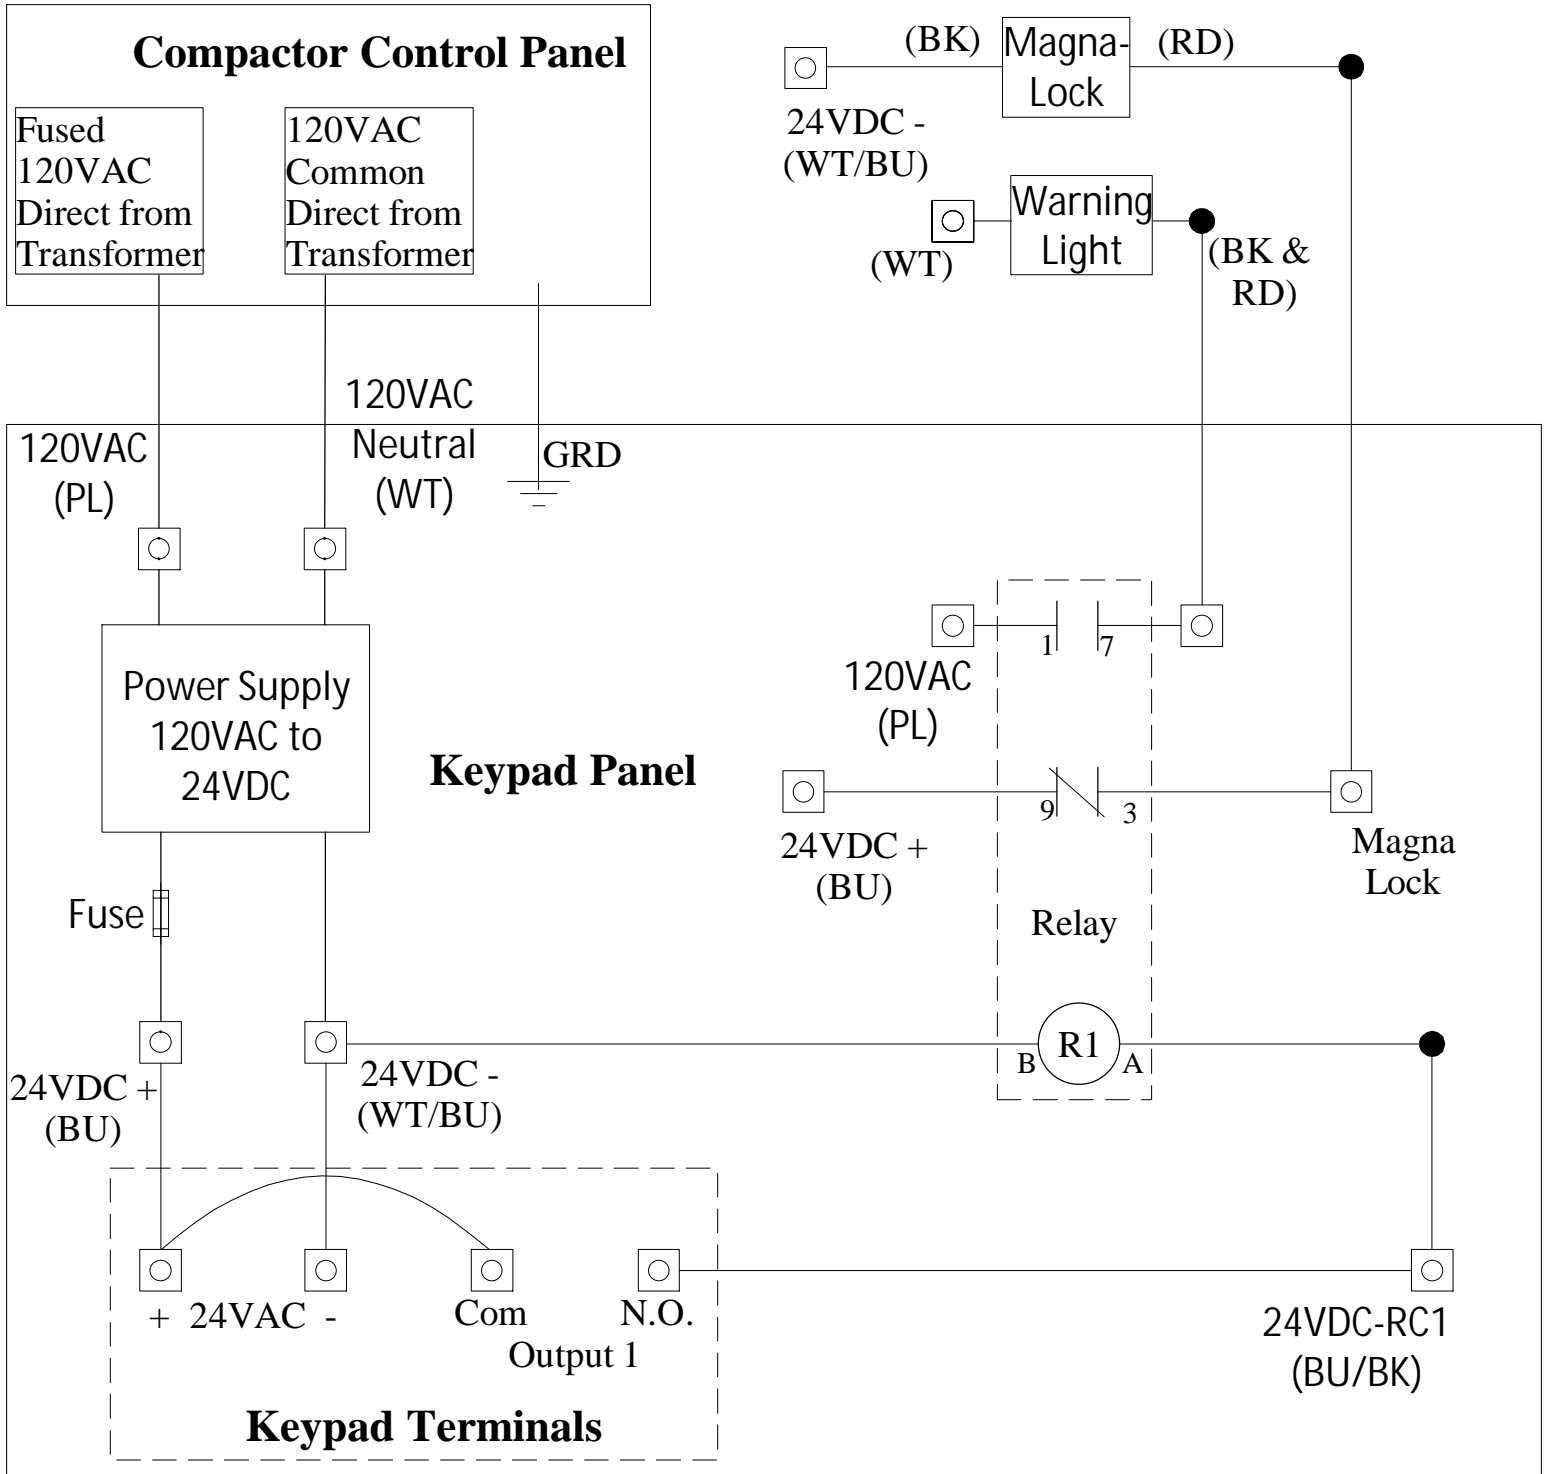 Compactor Control Panel
Fused
120VAC
Direct from
Transformer
120VAC
Common
Direct from
Transformer
(BK)
Magna-
Lock
(RD)
24VDC -
(WT/BU)
Warning
Light
(WT)
(BK &
RD)
120VAC
(PL)
120VAC
Neutral
(WT)
GRD
Power Supply
120VAC to
24VDC
Keypad Panel
1
7
120VAC
(PL)
9
3
24VDC +
(BU)
Magna
Lock
Relay
Fuse
R1
B
A
24VDC +
(BU)
24VDC -
(WT/BU)
+ 24VAC -
Com
N.O.
Output 1
24VDC-RC1
(BU/BK)
Keypad Terminals